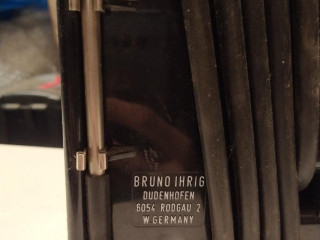 BRUNO IHRIG
DUDENHOFEN
6054 RODGAU 2
W.GERMANY